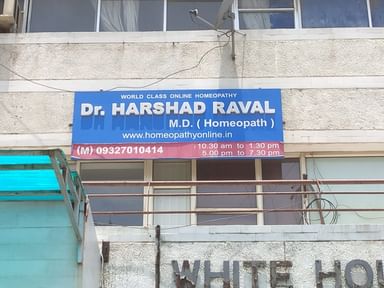 WORLD CLASS ONLINE HOMEOPATHY
Dr. HARSHAD RAVAL
M.D. ( Homeopath )
www.homeopathyonline.in
(M) 09327010414
10.30 am to 1.30 pm
5.00 pm to 7.30 pm
WHITE HO